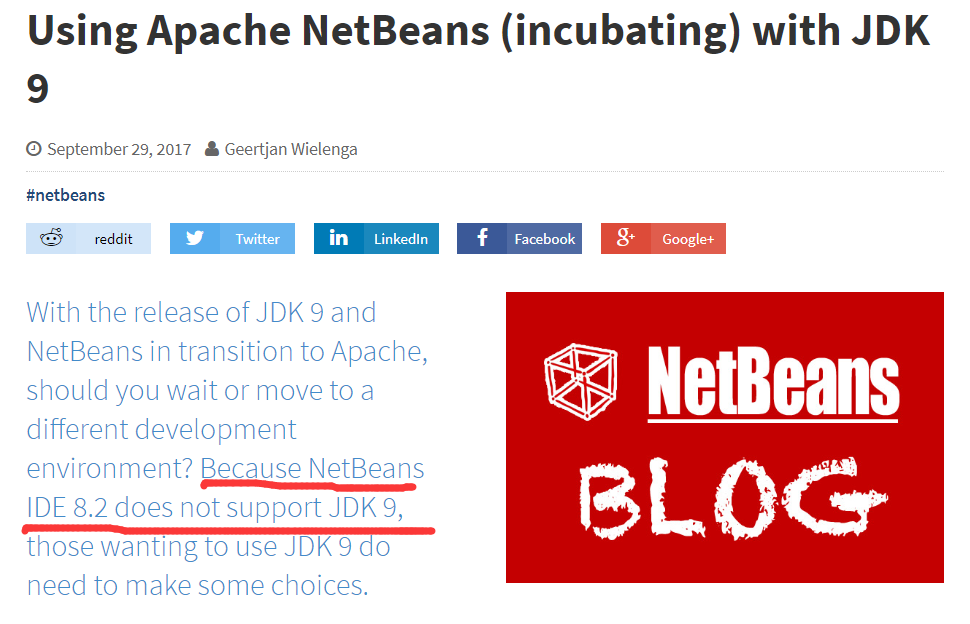 Using Apache NetBeans (incubating) with JDK
9
September 29, 2017 Geertjan Wielenga
#netbeans
reddit Twitter in LinkedIn f Facebook g+ Google+
With the release of JDK 9 and
NetBeans in transition to Apache,
should you wait or move to a
different development
environment? Because NetBeans
IDE 8.2 does not support JDK 9,
those wanting to use JDK 9 do
need to make some choices.
NetBeans
BLOG